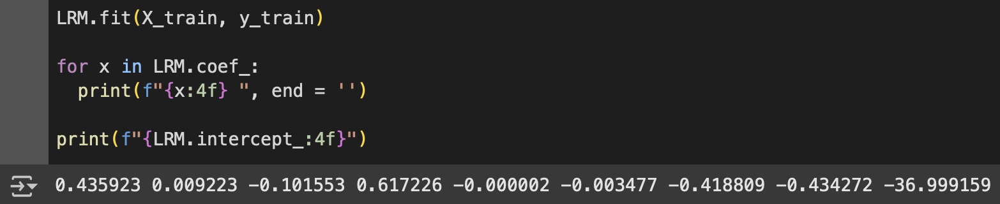 LRM.fit(X_train, y_train)
for x in LRM.coef_:
  print(f"{x:4f} ", end = '')
print(f"{LRM.intercept_:4f}")
0.435923 0.009223 -0.101553 0.617226 -0.000002 -0.003477 -0.418809 -0.434272 -36.999159